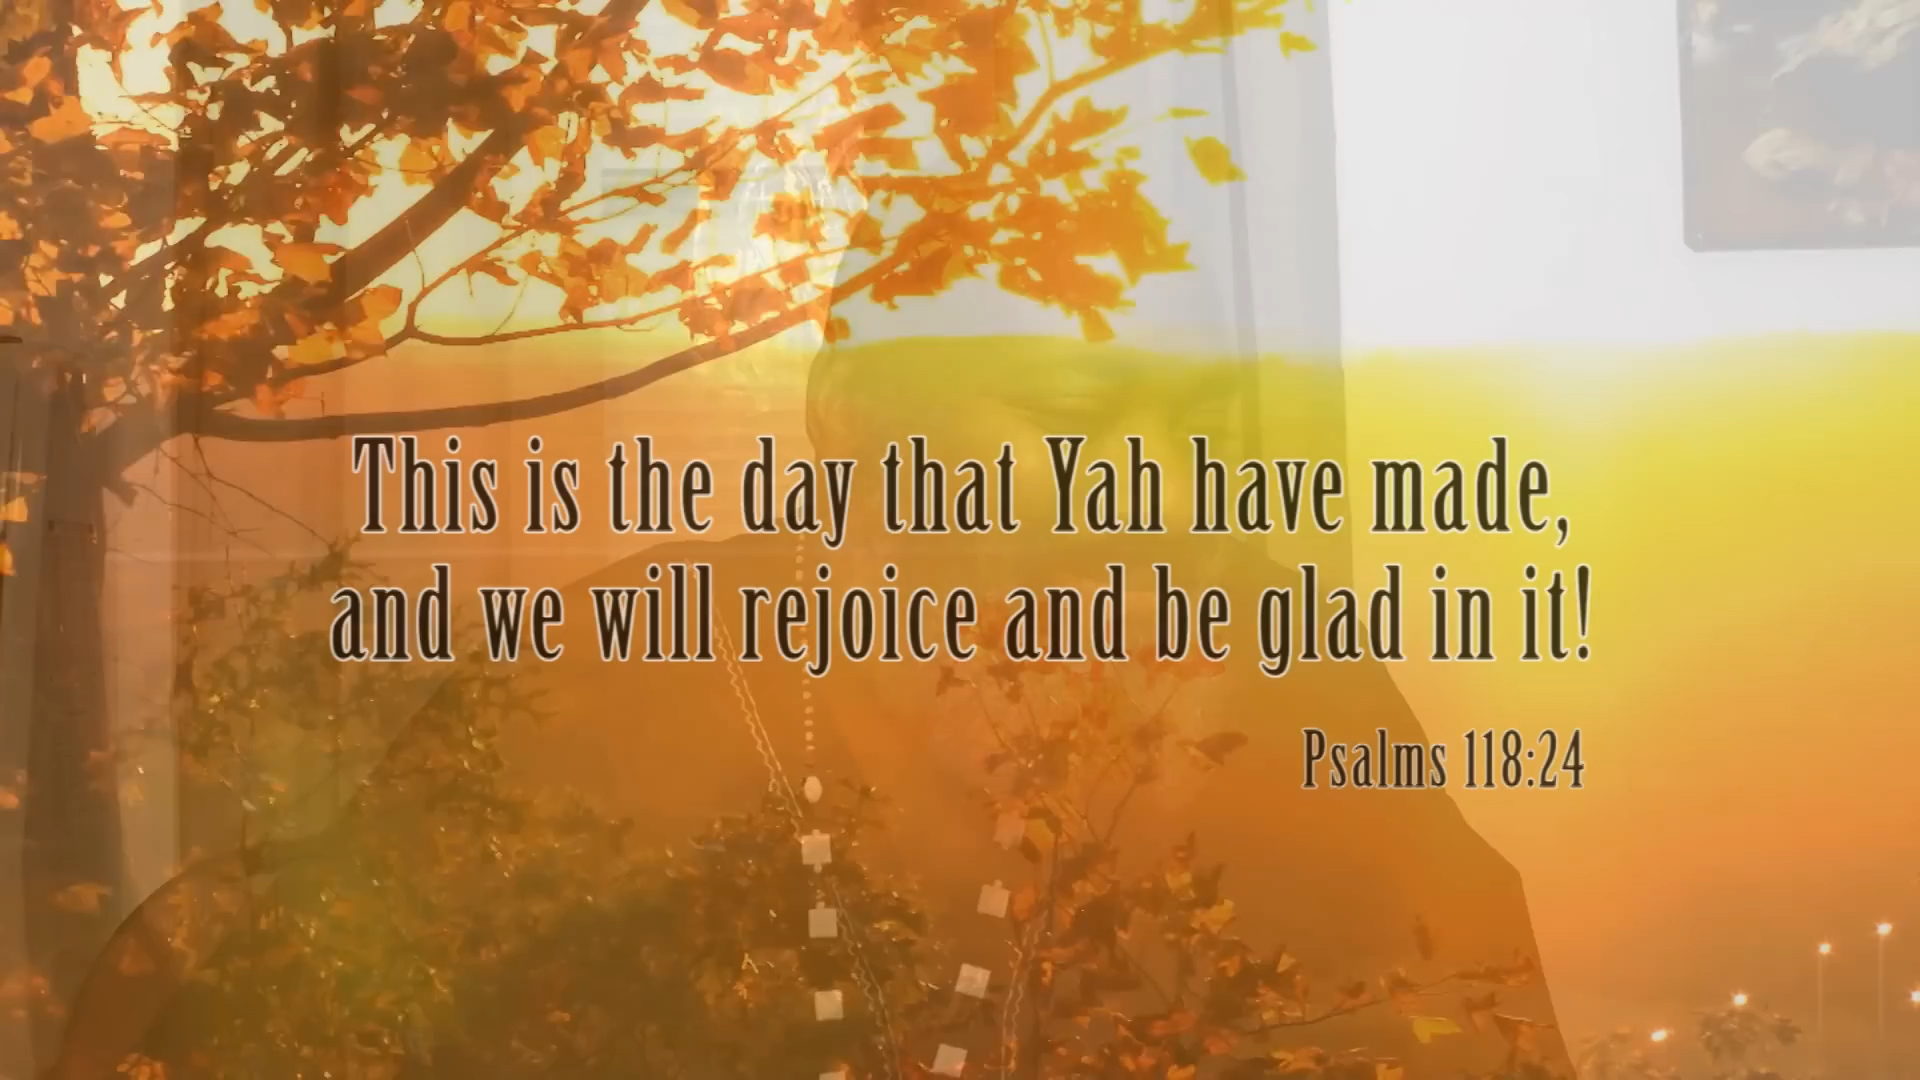 This is the day that Yah have made,
and we will rejoice and be glad in it!
Psalms 118:24